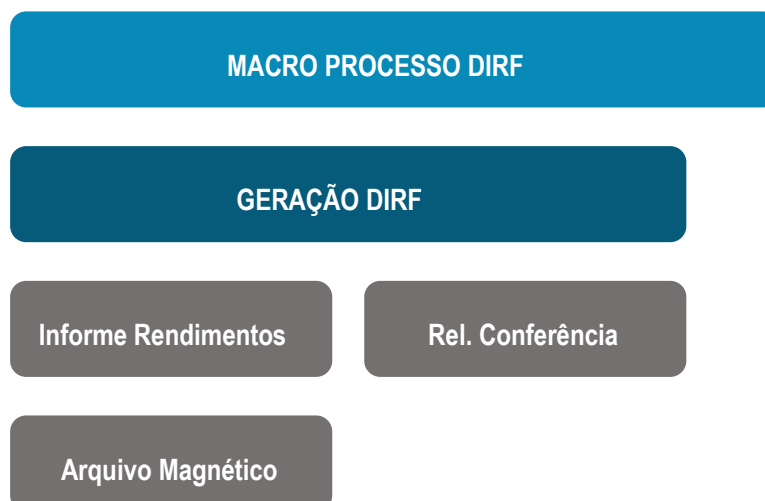 MACRO PROCESSO DIRF
GERAÇÃO DIRF
Informe Rendimentos
Rel. Conferência
Arquivo Magnético